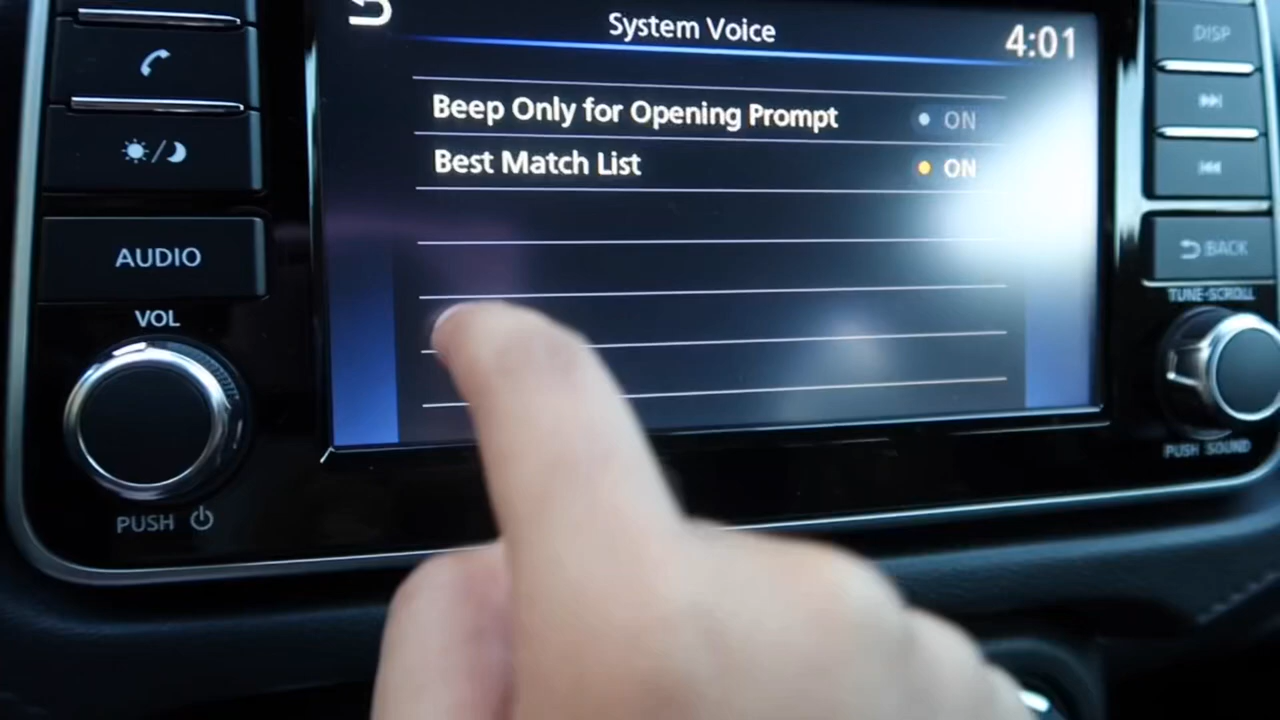 System Voice
4:01
Beep Only for Opening Prompt
ON
Best Match List
ON
AUDIO
VOL
PUSH
DISP
BACK
TUNE-SCROLL
PUSH SOUND